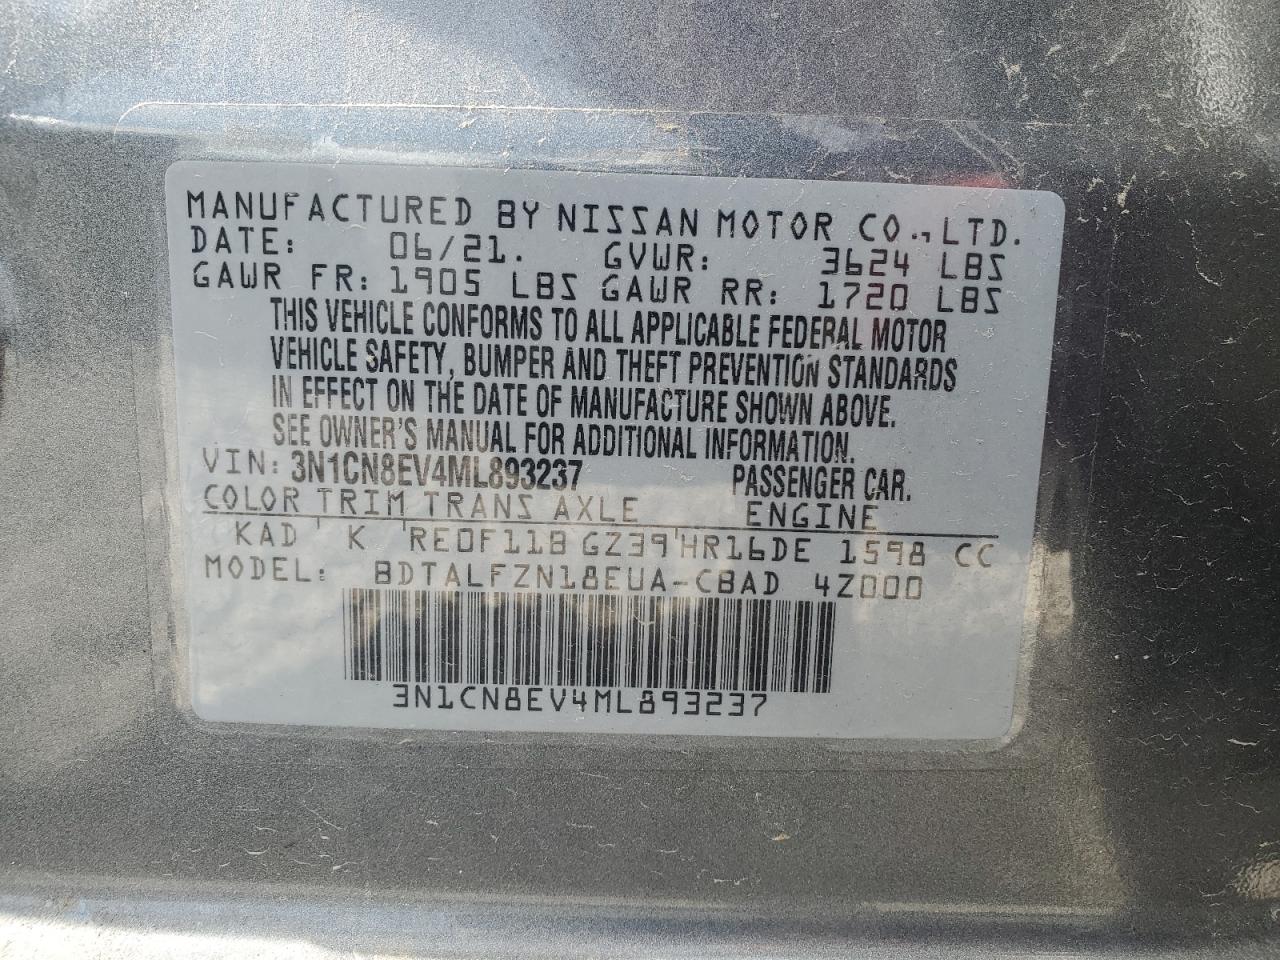 MANUFACTURED BY NISSAN MOTOR CO., LTD.
DATE: 06/21. GVWR: 3624 LBS
GAWR FR: 1905 LBS GAWR RR: 1720 LBS
THIS VEHICLE CONFORMS TO ALL APPLICABLE FEDERAL MOTOR
VEHICLE SAFETY, BUMPER AND THEFT PREVENTION STANDARDS
IN EFFECT ON THE DATE OF MANUFACTURE SHOWN ABOVE.
SEE OWNER'S MANUAL FOR ADDITIONAL INFORMATION.
VIN: 3N1CN8EV4ML893237 PASSENGER CAR.
COLOR TRIM TRANS AXLE ENGINE
KAD K RE0F11B GZ39 HR16DE 1598 CC
MODEL: BDTALFZN18EUA-CBAD 4Z000
3N1CN8EV4ML893237